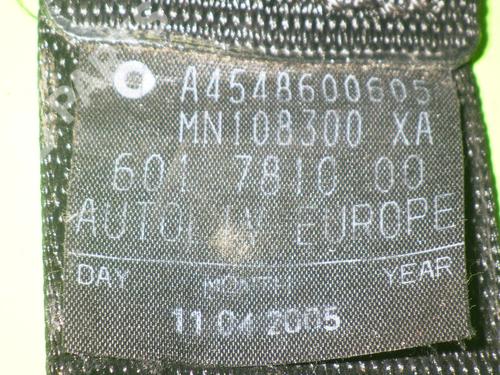 A4548600605
MN108300 XA
601 7810 00
AUTOLIV EUROPE
DAY MONTH YEAR
11 04 2005